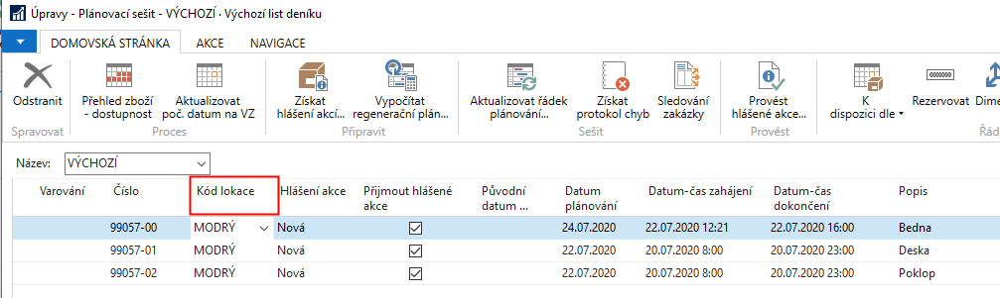 Úpravy - Plánovací sešit - VÝCHOZÍ · Výchozí list deníku
DOMOVSKÁ STRÁNKA AKCE NAVIGACE
Odstranit
Přehled zboží - dostupnost
Aktualizovat poč. datum na VZ
Získat hlášení akcí...
Vypočítat regenerační plán...
Aktualizovat řádek plánování...
Získat protokol chyb
Sledování zakázky
Provést hlášené akce...
K dispozici dle
Rezervovat
Dime
Spravovat Proces Připravit Sešit Provést Řád
Název: VÝCHOZÍ
Varování Číslo Kód lokace Hlášení akce Přijmout hlášené akce Původní datum ... Datum plánování Datum-čas zahájení Datum-čas dokončení Popis
99057-00 MODRÝ Nová 24.07.2020 22.07.2020 12:21 22.07.2020 16:00 Bedna
99057-01 MODRÝ Nová 22.07.2020 20.07.2020 8:00 20.07.2020 23:00 Deska
99057-02 MODRÝ Nová 22.07.2020 20.07.2020 8:00 20.07.2020 23:00 Poklop